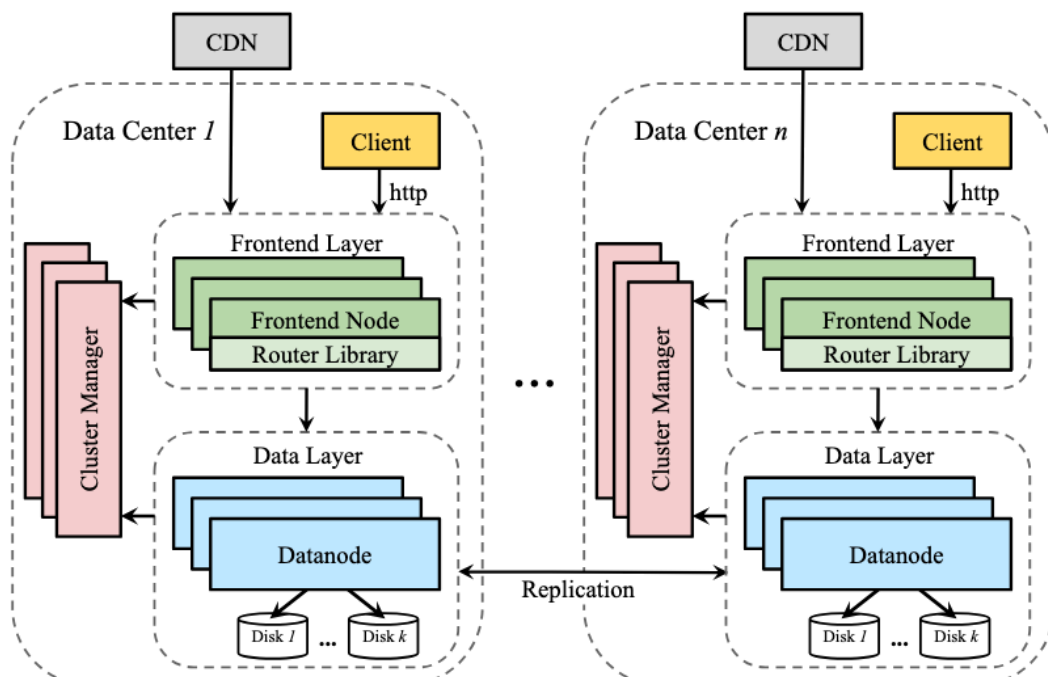 CDN
Data Center 1
Client
http
Frontend Layer
Frontend Node
Router Library
Cluster Manager
Data Layer
Datanode
Disk 1
...
Disk k
...
Replication
CDN
Data Center n
Client
http
Frontend Layer
Frontend Node
Router Library
Cluster Manager
Data Layer
Datanode
Disk 1
...
Disk k